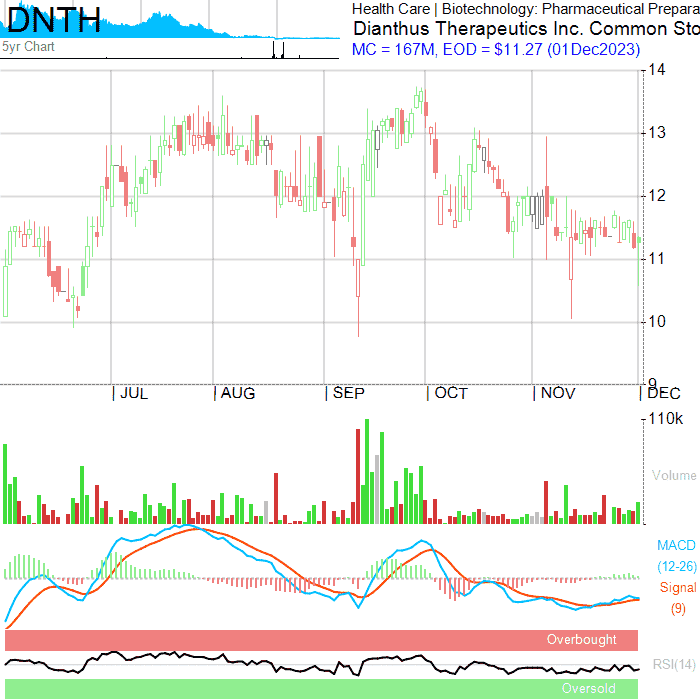 DNTH
Health Care | Biotechnology: Pharmaceutical Prepara
5yr Chart
Dianthus Therapeutics Inc. Common Sto
MC = 167M, EOD = $11.27 (01Dec2023)
14
13
12
11
10
9
| JUL | AUG | SEP | OCT | NOV | DEC
110k
Volume
MACD
(12-26)
Signal
(9)
Overbought
RSI(14)
Oversold